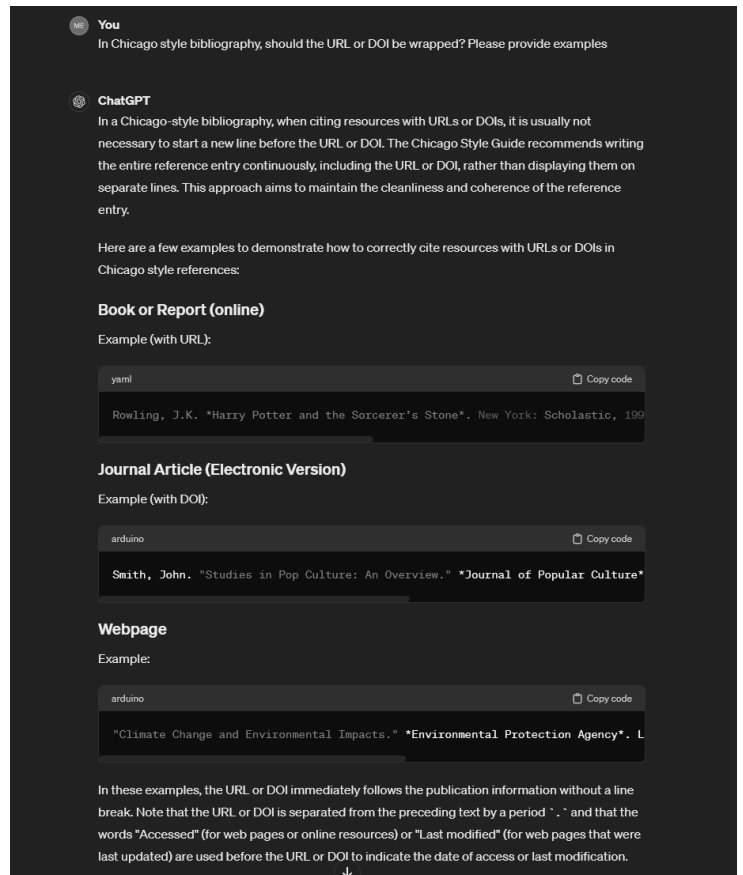 ME You
In Chicago style bibliography, should the URL or DOI be wrapped? Please provide examples
ChatGPT
In a Chicago-style bibliography, when citing resources with URLs or DOIs, it is usually not
necessary to start a new line before the URL or DOI. The Chicago Style Guide recommends writing
the entire reference entry continuously, including the URL or DOI, rather than displaying them on
separate lines. This approach aims to maintain the cleanliness and coherence of the reference
entry.
Here are a few examples to demonstrate how to correctly cite resources with URLs or DOIs in
Chicago style references:
Book or Report (online)
Example (with URL):
yaml Copy code
Rowling, J.K. *Harry Potter and the Sorcerer's Stone*. New York: Scholastic, 199
Journal Article (Electronic Version)
Example (with DOI):
arduino Copy code
Smith, John. "Studies in Pop Culture: An Overview." *Journal of Popular Culture*
Webpage
Example:
arduino Copy code
"Climate Change and Environmental Impacts." *Environmental Protection Agency*. L
In these examples, the URL or DOI immediately follows the publication information without a line
break. Note that the URL or DOI is separated from the preceding text by a period `.` and that the
words "Accessed" (for web pages or online resources) or "Last modified" (for web pages that were
last updated) are used before the URL or DOI to indicate the date of access or last modification.